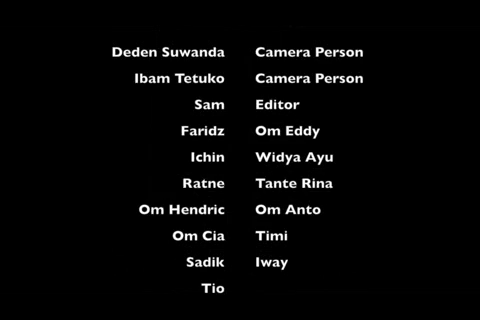 Deden Suwanda Camera Person
Ibam Tetuko Camera Person
Sam Editor
Faridz Om Eddy
Ichin Widya Ayu
Ratne Tante Rina
Om Hendric Om Anto
Om Cia Timi
Sadik Iway
Tio